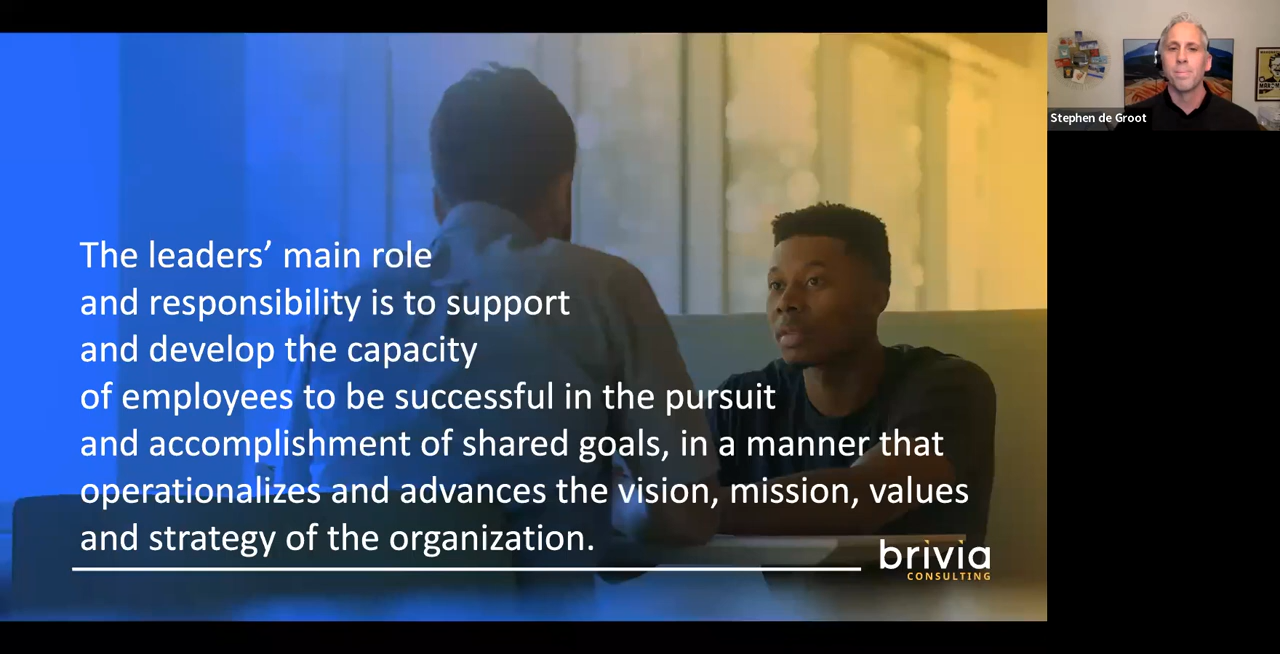 The leaders’ main role
and responsibility is to support
and develop the capacity
of employees to be successful in the pursuit
and accomplishment of shared goals, in a manner that
operationalizes and advances the vision, mission, values
and strategy of the organization.
brivia
CONSULTING
Stephen de Groot